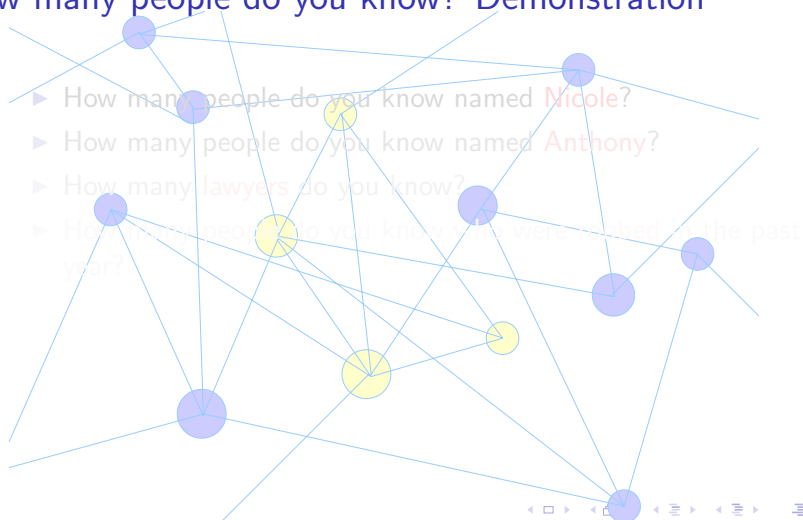 w many people do you know? Demonstration
How many people do you know named Nicole?
How many people do you know named Anthony?
How many lawyers do you know?
How many people do you know who were robbed in the past
year?